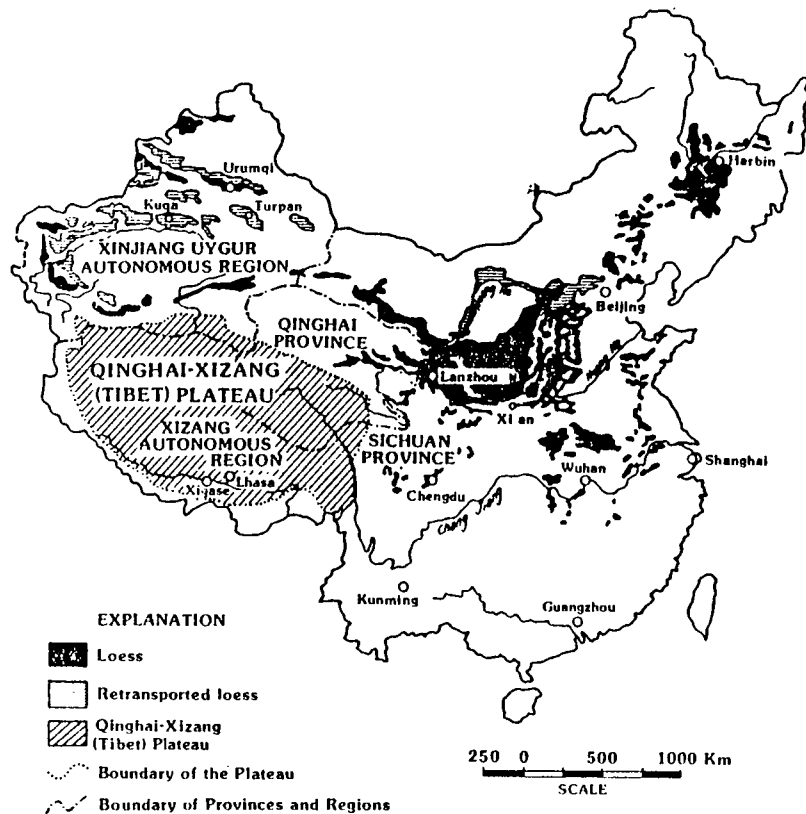 Harbin
Urumqi
Kuqa
Turpan
XINJIANG UYGUR
AUTONOMOUS REGION
Beijing
QINGHAI
PROVINCE
QINGHAI-XIZANG
(TIBET) PLATEAU
Lanzhou
Xi an
XIZANG
AUTONOMOUS
REGION
SICHUAN
PROVINCE
Shanghai
Wuhan
Lhasa
Chengdu
Chang Jiang
Kunming
Guangzhou
EXPLANATION
Loess
Retransported loess
Qinghai-Xizang
(Tibet) Plateau
Boundary of the Plateau
Boundary of Provinces and Regions
250 0 500 1000 Km
SCALE